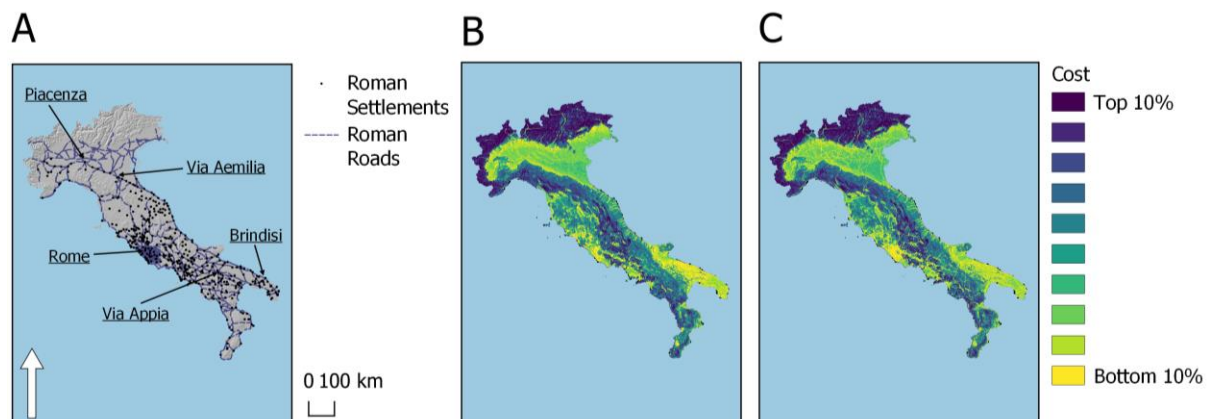 A
B
C
Piacenza
Via Aemilia
Rome
Brindisi
Via Appia
Roman
Settlements
Roman
Roads
0 100 km
Cost
Top 10%
Bottom 10%